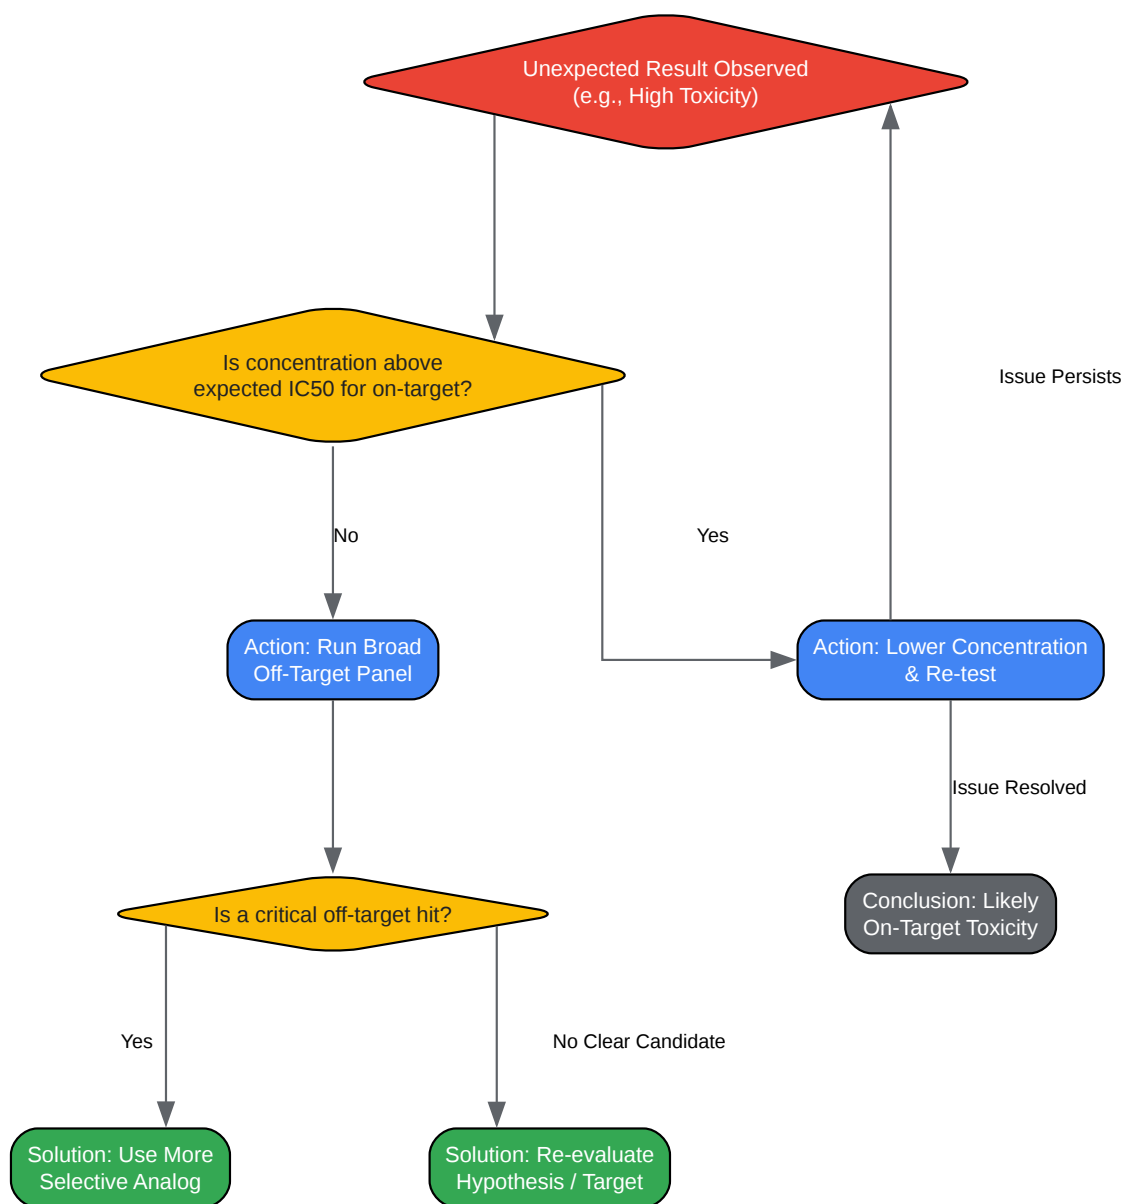 Unexpected Result Observed
(e.g., High Toxicity)
Is concentration above
expected IC50 for on-target?
Issue Persists
No
Yes
Action: Run Broad
Off-Target Panel
Action: Lower Concentration
& Re-test
Issue Resolved
Conclusion: Likely
On-Target Toxicity
Is a critical off-target hit?
Yes
No Clear Candidate
Solution: Use More
Selective Analog
Solution: Re-evaluate
Hypothesis / Target